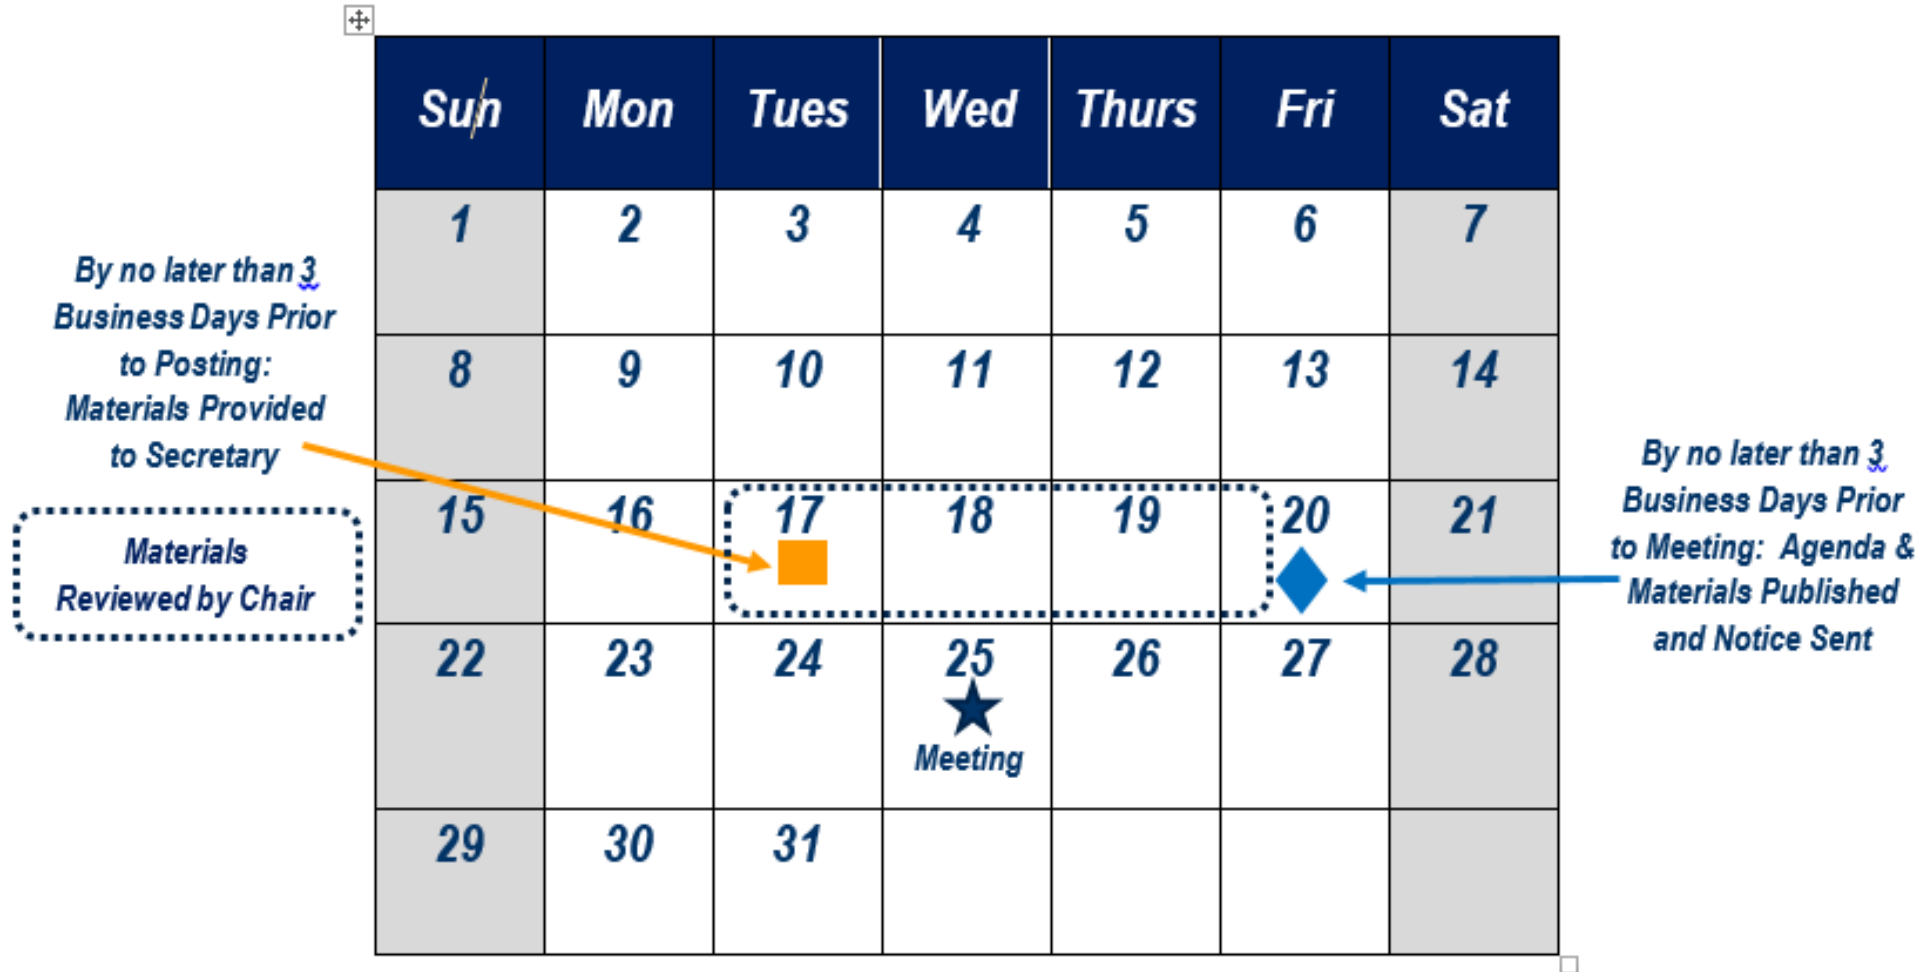 Sun Mon Tues Wed Thurs Fri Sat
1 2 3 4 5 6 7
8 9 10 11 12 13 14
15 16 17 18 19 20 21
22 23 24 25 26 27 28
Meeting
29 30 31
By no later than 3
Business Days Prior
to Posting:
Materials Provided
to Secretary
Materials
Reviewed by Chair
By no later than 3
Business Days Prior
to Meeting: Agenda &
Materials Published
and Notice Sent